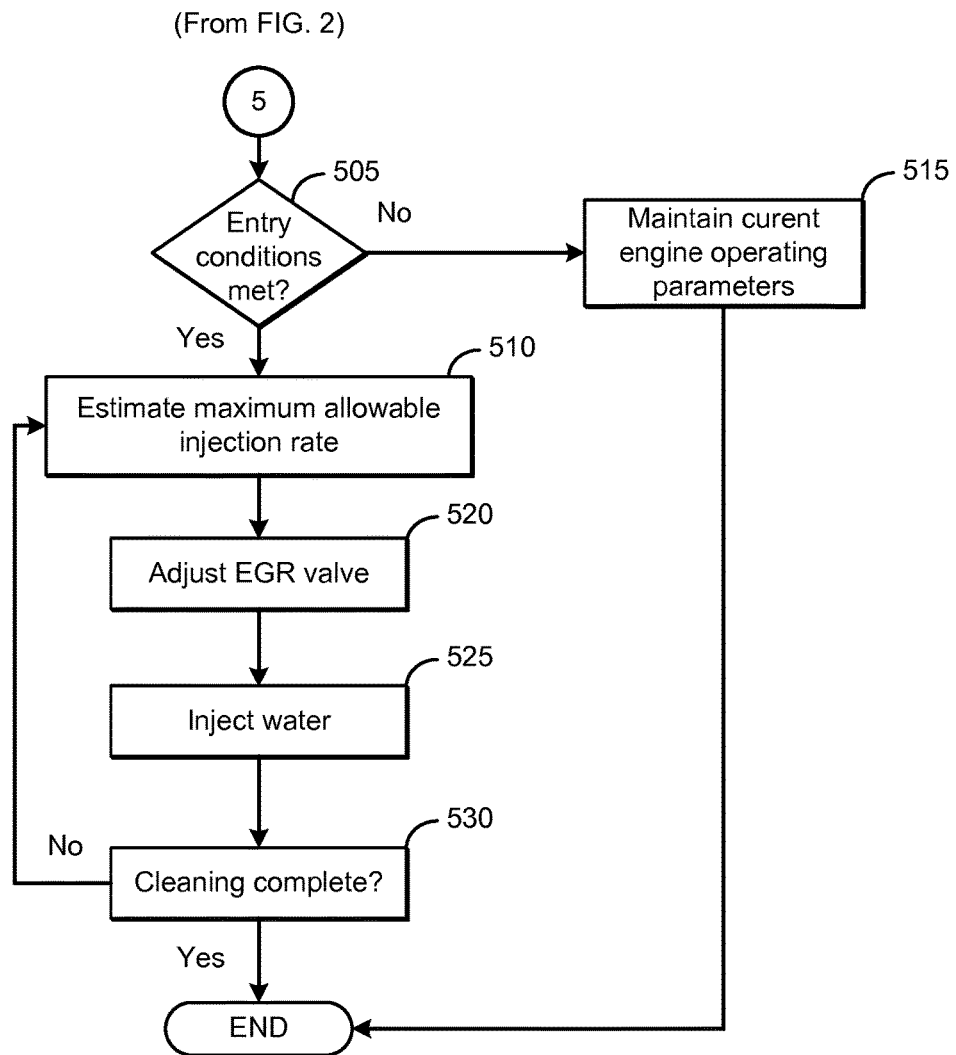 (From FIG. 2)
5
505
Entry
conditions
met?
No
515
Maintain curent
engine operating
parameters
Yes
510
Estimate maximum allowable
injection rate
520
Adjust EGR valve
525
Inject water
530
No
Cleaning complete?
Yes
END